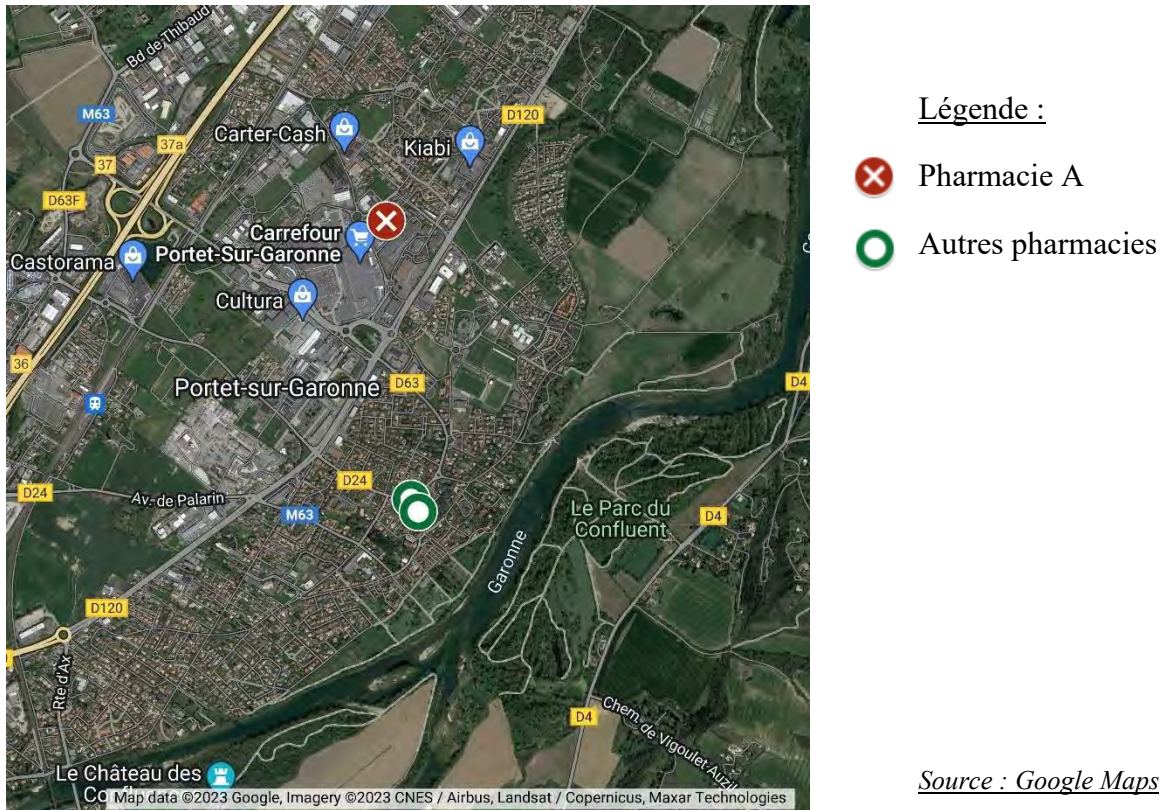 Bd de Thibaud
M63
37a
37
D63F
Carter-Cash
Kiabi
D120
Castorama
Carrefour
Portet-Sur-Garonne
Cultura
36
Portet-sur-Garonne
D63
D4
D24
D24
Av. de Palarin
M63
Garonne
Le Parc du
Confluent
D4
D120
Rte d'Ax
D4
Chem. de Vigoulet-Auzil
Le Château des
Map data ©2023 Google, Imagery ©2023 CNES / Airbus, Landsat / Copernicus, Maxar Technologies
Légende :
Pharmacie A
Autres pharmacies
Source : Google Maps